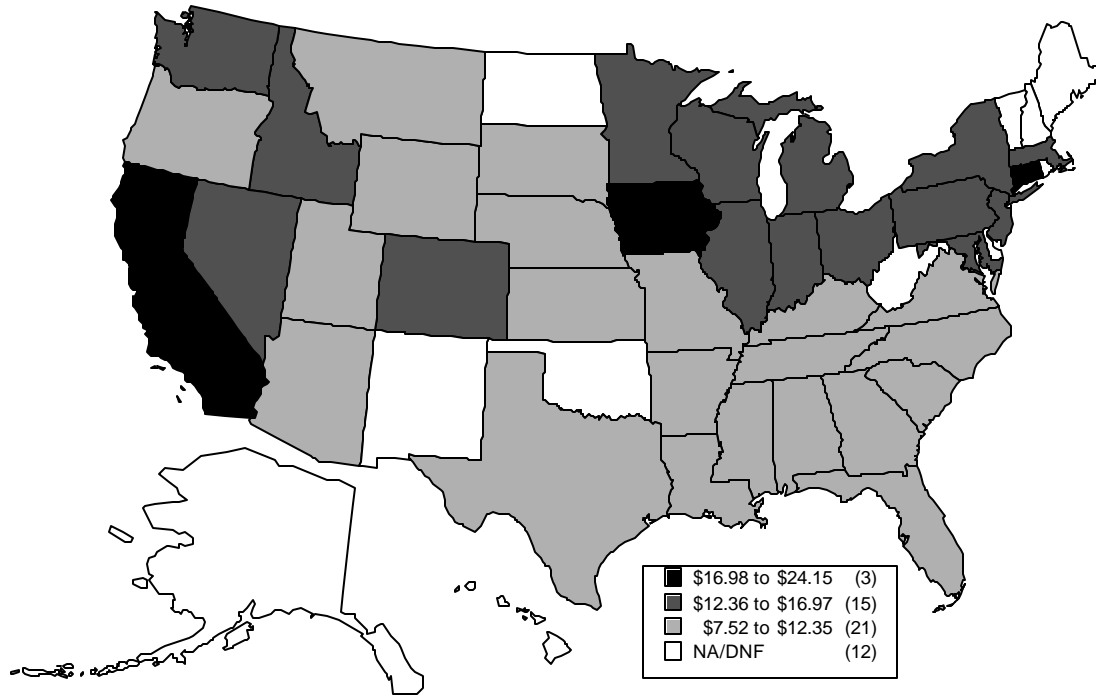 $16.98 to $24.15 (3)
$12.36 to $16.97 (15)
$7.52 to $12.35 (21)
NA/DNF (12)